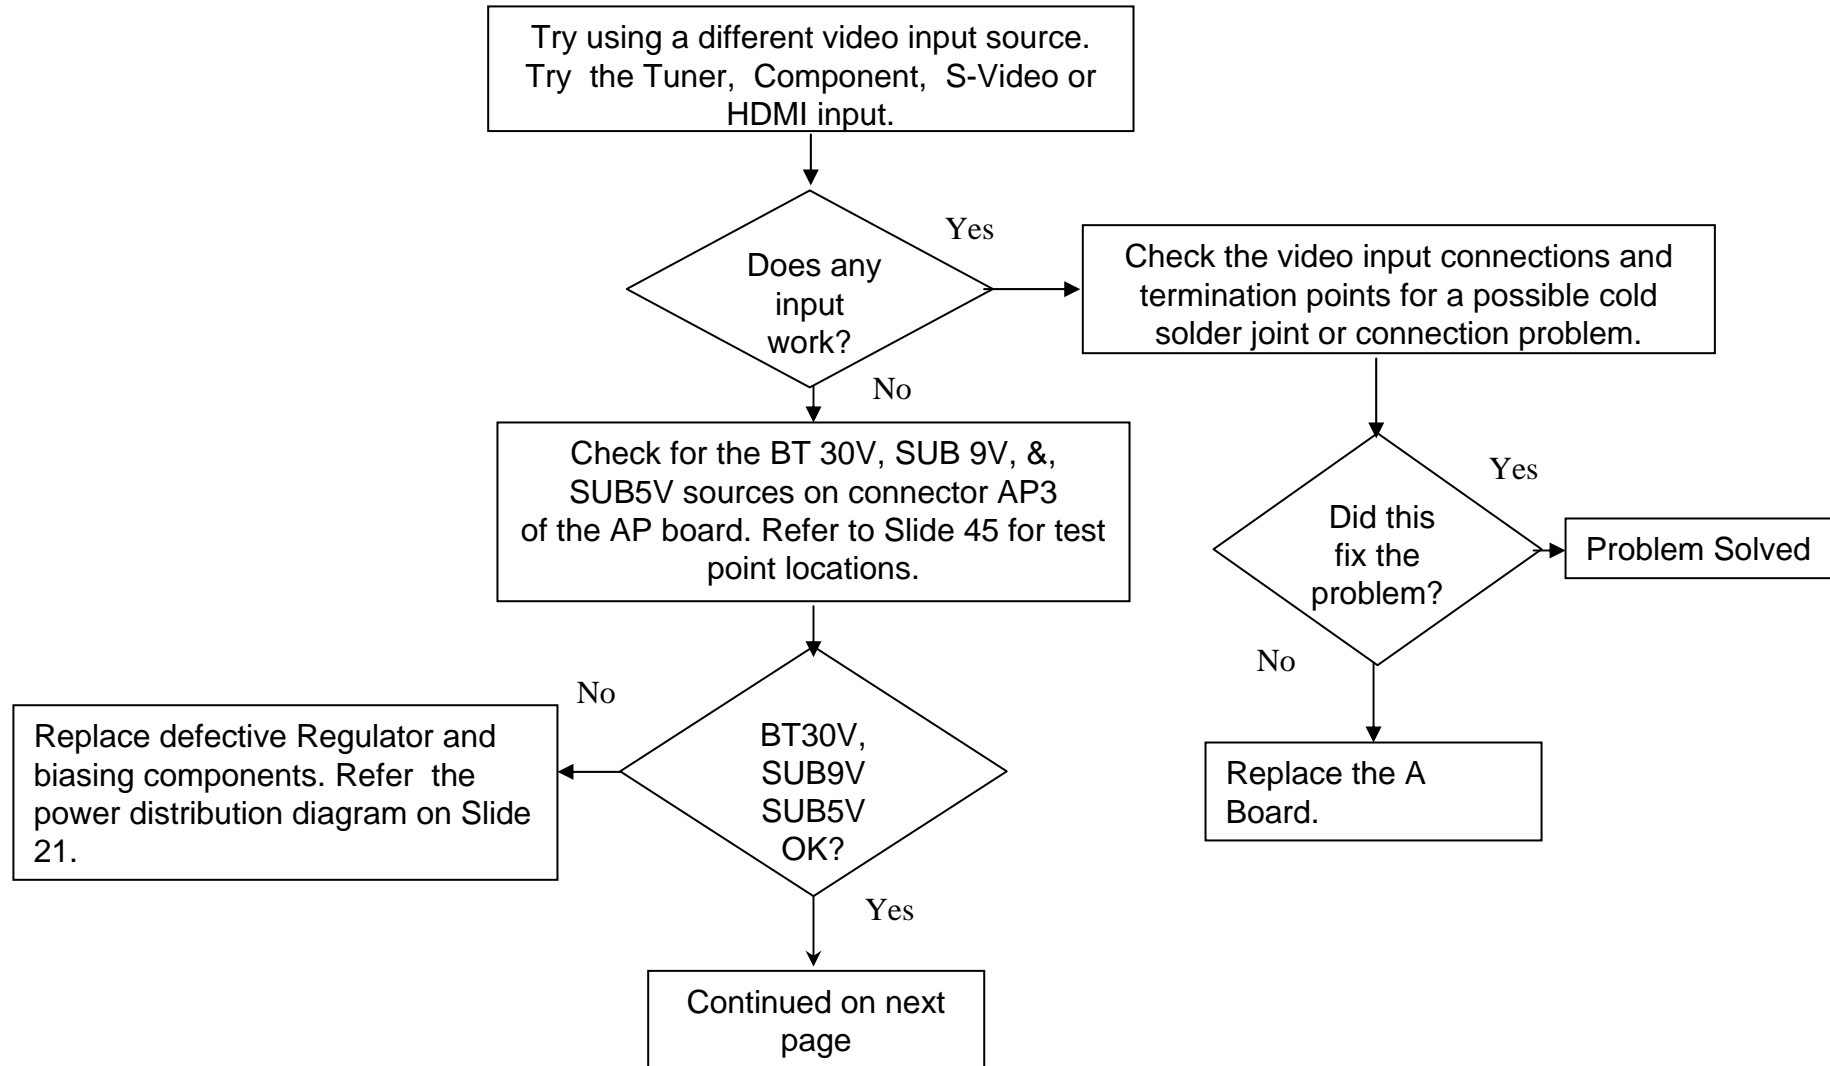 Try using a different video input source.
Try the Tuner, Component, S-Video or
HDMI input.
Does any
input
work?
Yes
Check the video input connections and
termination points for a possible cold
solder joint or connection problem.
No
Check for the BT 30V, SUB 9V, &,
SUB5V sources on connector AP3
of the AP board. Refer to Slide 45 for test
point locations.
Did this
fix the
problem?
Yes
Problem Solved
No
Replace the A
Board.
BT30V,
SUB9V
SUB5V
OK?
No
Replace defective Regulator and
biasing components. Refer the
power distribution diagram on Slide
21.
Yes
Continued on next
page